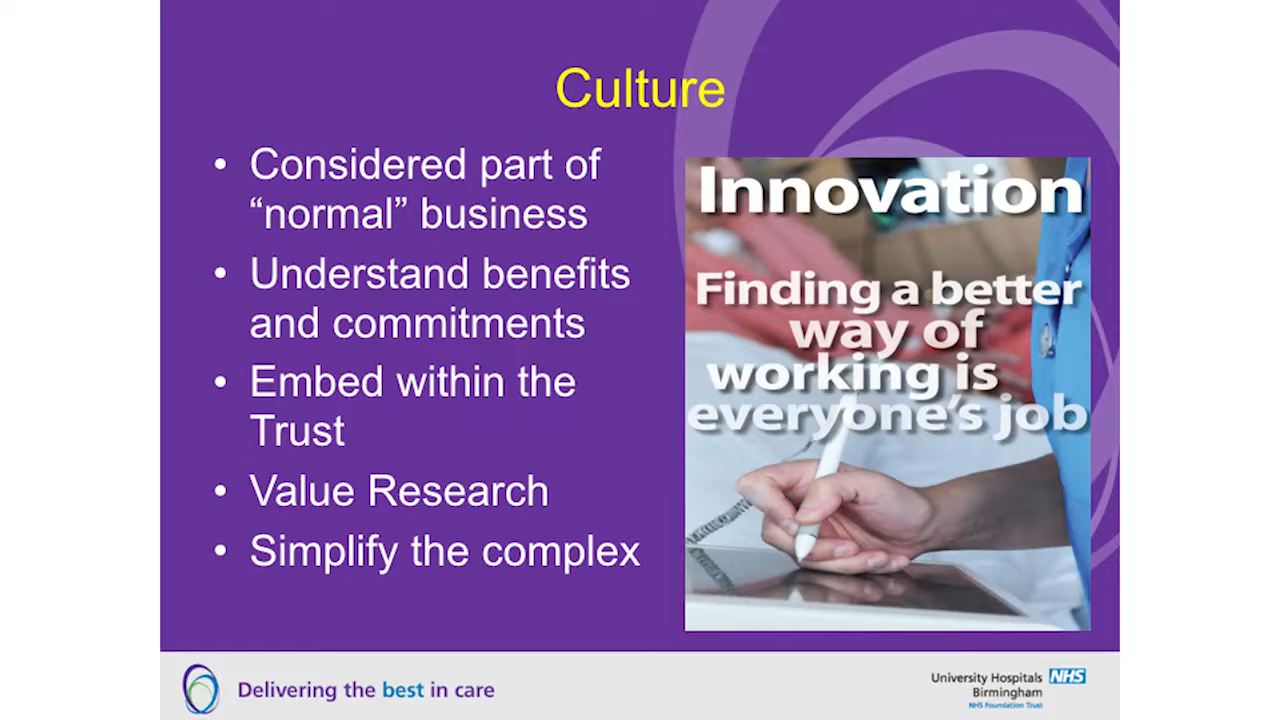 Culture
• Considered part of
“normal” business
• Understand benefits
and commitments
• Embed within the
Trust
• Value Research
• Simplify the complex
Innovation
Finding a better
way of
working is
everyone’s job
Delivering the best in care
University Hospitals NHS
Birmingham
NHS Foundation Trust